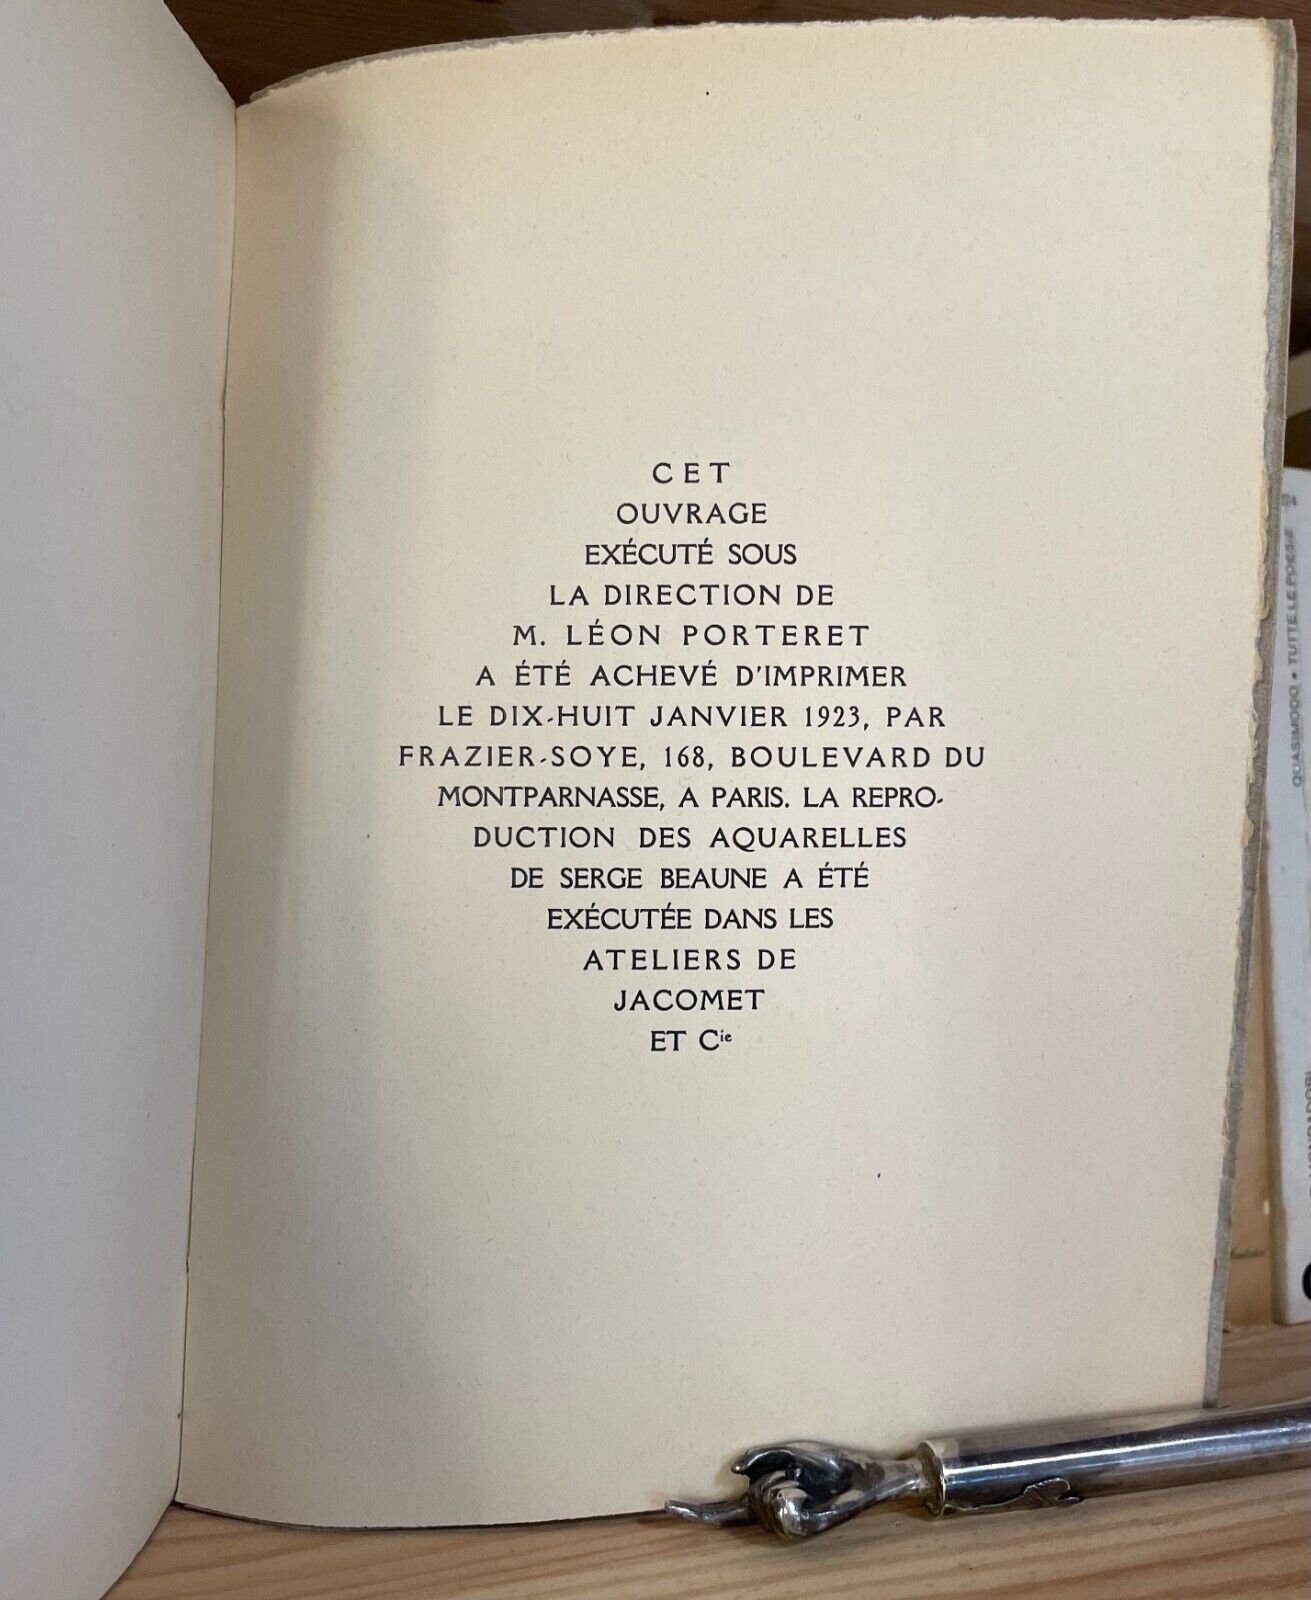 CET
OUVRAGE
EXÉCUTÉ SOUS
LA DIRECTION DE
M. LÉON PORTERET
A ÉTÉ ACHEVÉ D'IMPRIMER
LE DIX-HUIT JANVIER 1923, PAR
FRAZIER-SOYE, 168, BOULEVARD DU
MONTPARNASSE, A PARIS. LA REPRO-
DUCTION DES AQUARELLES
DE SERGE BEAUNE A ÉTÉ
EXÉCUTÉE DANS LES
ATELIERS DE
JACOMET
ET Cie
QUASIMODO • TUTTE LE POESIE